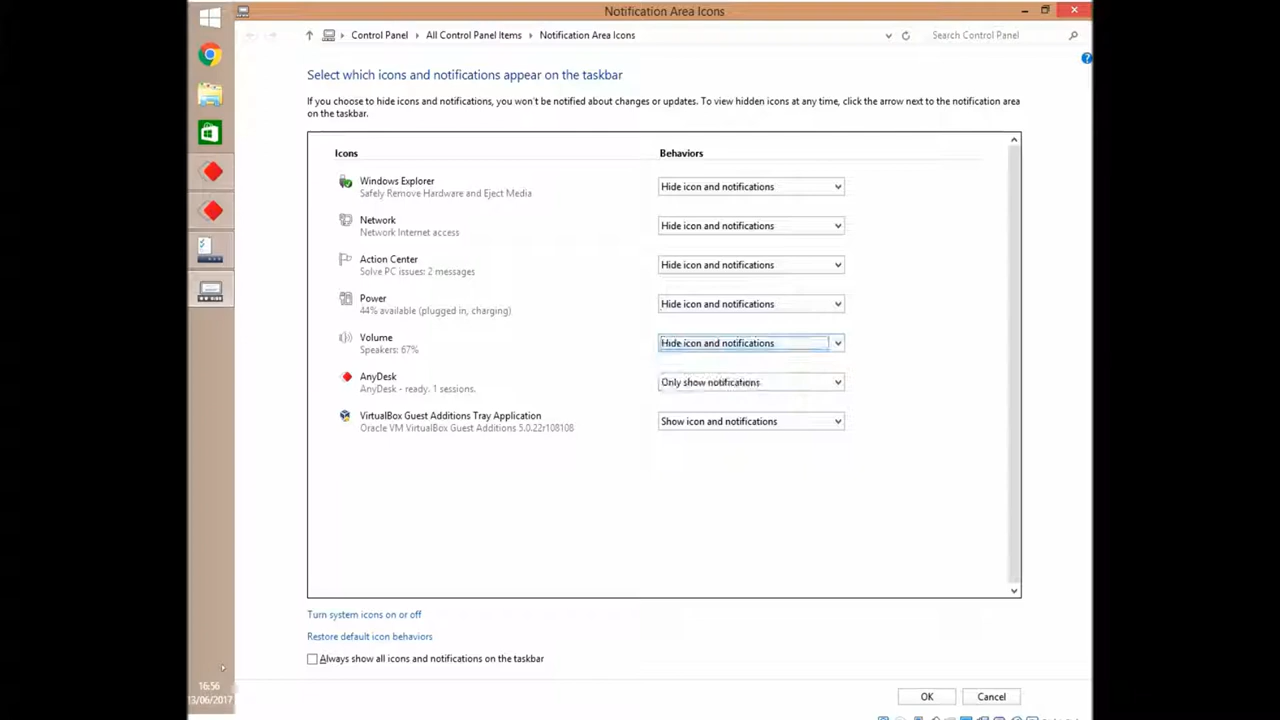 Notification Area Icons
Control Panel
All Control Panel Items
Notification Area Icons
Search Control Panel
Select which icons and notifications appear on the taskbar
If you choose to hide icons and notifications, you won't be notified about changes or updates. To view hidden icons at any time, click the arrow next to the notification area
on the taskbar.
Icons
Behaviors
Windows Explorer
Safely Remove Hardware and Eject Media
Hide icon and notifications
Network
Network Internet access
Hide icon and notifications
Action Center
Solve PC issues: 2 messages
Hide icon and notifications
Power
44% available (plugged in, charging)
Hide icon and notifications
Volume
Speakers: 67%
Hide icon and notifications
AnyDesk
AnyDesk - ready. 1 sessions.
Only show notifications
VirtualBox Guest Additions Tray Application
Oracle VM VirtualBox Guest Additions 5.0.22r108108
Show icon and notifications
Turn system icons on or off
Restore default icon behaviors
Always show all icons and notifications on the taskbar
OK
Cancel
16:56
13/06/2017